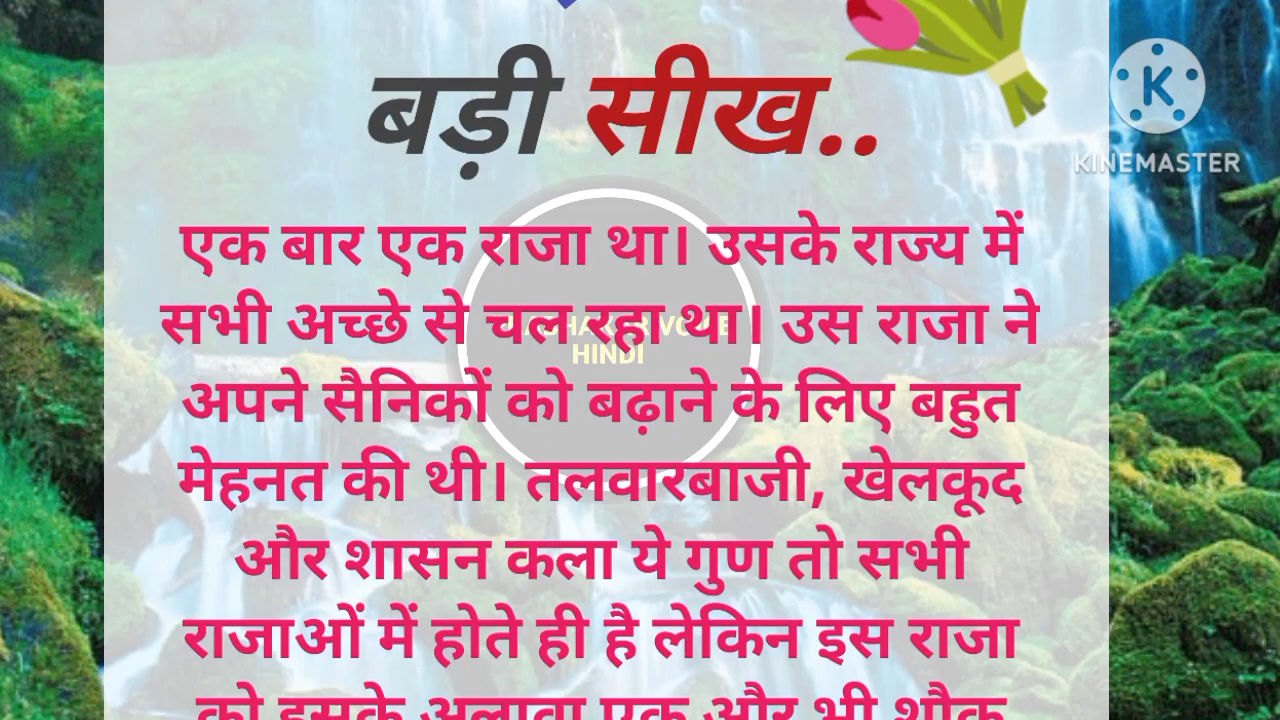 बड़ी सीख..
KINEMASTER
एक बार एक राजा था। उसके राज्य में
सभी अच्छे से चल रहा था। उस राजा ने
HINDI
अपने सैनिकों को बढ़ाने के लिए बहुत
मेहनत की थी। तलवारबाजी, खेलकूद
और शासन कला ये गुण तो सभी
राजाओं में होते ही है लेकिन इस राजा
को इसके अलावा एक और भी शौक